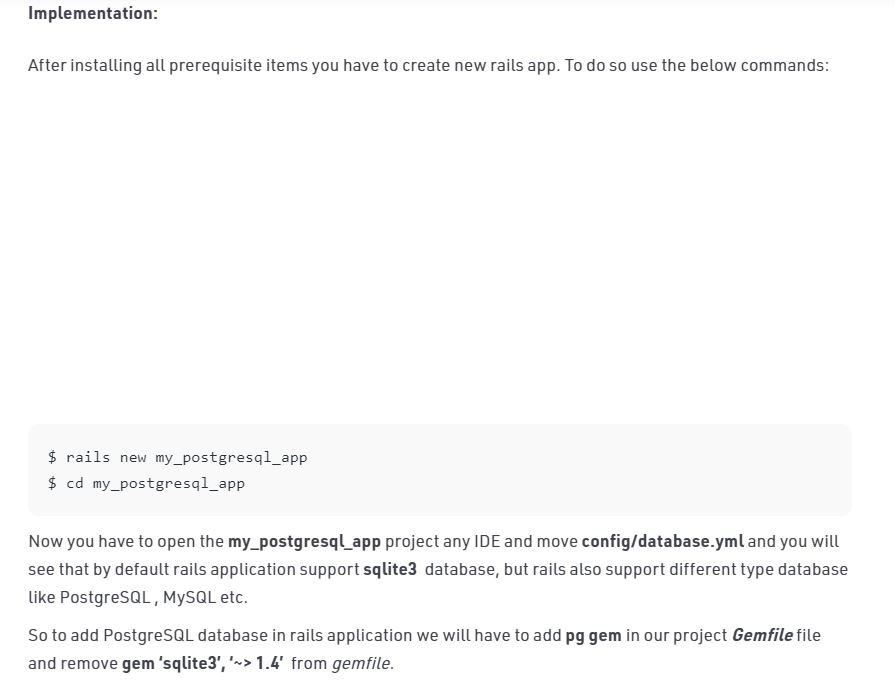 Implementation:
After installing all prerequisite items you have to create new rails app. To do so use the below commands:
$ rails new my_postgresql_app
$ cd my_postgresql_app
Now you have to open the my_postgresql_app project any IDE and move config/database.yml and you will
see that by default rails application support sqlite3 database, but rails also support different type database
like PostgreSQL , MySQL etc.
So to add PostgreSQL database in rails application we will have to add pg gem in our project Gemfile file
and remove gem ‘sqlite3’, ‘~> 1.4’ from gemfile.